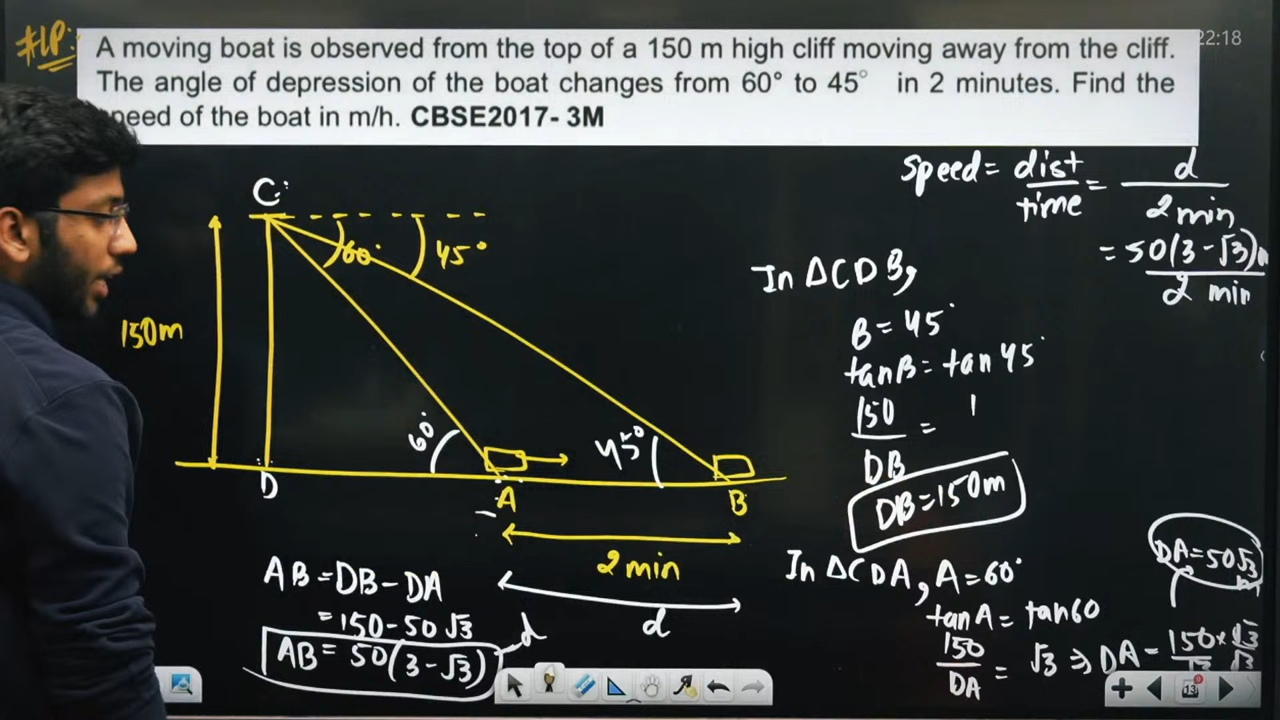 #LP:
22:18
A moving boat is observed from the top of a 150 m high cliff moving away from the cliff.
The angle of depression of the boat changes from 60° to 45° in 2 minutes. Find the
peed of the boat in m/h. CBSE2017- 3M
Speed = dist/time = d/2 min
= 50(3-√3)/2 min
C
60°
45°
150m
60°
45°
D
A
B
2 min
d
In ΔCDB,
B = 45°
tanB = tan 45°
150/DB = 1
DB = 150m
In ΔCDA, A = 60°
tanA = tan60
150/DA = √3 ⇒ DA = 150×√3/√3 √3
DA = 50√3
AB = DB - DA
= 150 - 50√3
AB = 50(3-√3)
d
13